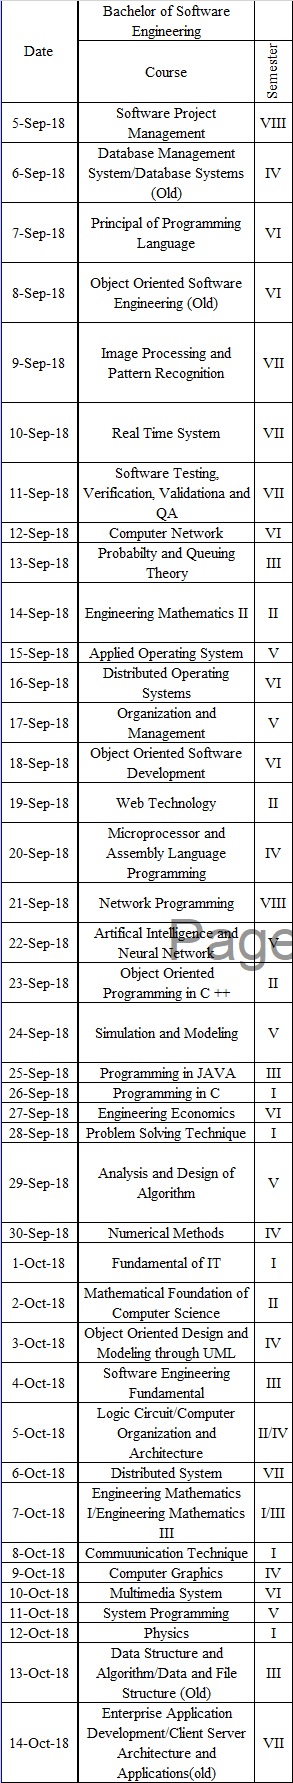 Date
Bachelor of Software
Engineering
Course
Semester
5-Sep-18 Software Project
Management VIII
6-Sep-18 Database Management
System/Database Systems
(Old) IV
7-Sep-18 Principal of Programming
Language VI
8-Sep-18 Object Oriented Software
Engineering (Old) VI
9-Sep-18 Image Processing and
Pattern Recognition VII
10-Sep-18 Real Time System VII
11-Sep-18 Software Testing,
Verification, Validationa and
QA VII
12-Sep-18 Computer Network VI
13-Sep-18 Probabilty and Queuing
Theory III
14-Sep-18 Engineering Mathematics II II
15-Sep-18 Applied Operating System V
16-Sep-18 Distributed Operating
Systems VI
17-Sep-18 Organization and
Management V
18-Sep-18 Object Oriented Software
Development VI
19-Sep-18 Web Technology II
20-Sep-18 Microprocessor and
Assembly Language
Programming IV
21-Sep-18 Network Programming VIII
Page
22-Sep-18 Artifical Intelligence and
Neural Network V
23-Sep-18 Object Oriented
Programming in C ++ II
24-Sep-18 Simulation and Modeling V
25-Sep-18 Programming in JAVA III
26-Sep-18 Programming in C I
27-Sep-18 Engineering Economics VI
28-Sep-18 Problem Solving Technique I
29-Sep-18 Analysis and Design of
Algorithm V
30-Sep-18 Numerical Methods IV
1-Oct-18 Fundamental of IT I
2-Oct-18 Mathematical Foundation of
Computer Science II
3-Oct-18 Object Oriented Design and
Modeling through UML IV
4-Oct-18 Software Engineering
Fundamental III
5-Oct-18 Logic Circuit/Computer
Organization and
Architecture II/IV
6-Oct-18 Distributed System VII
7-Oct-18 Engineering Mathematics
I/Engineering Mathematics
III I/III
8-Oct-18 Commuunication Technique I
9-Oct-18 Computer Graphics IV
10-Oct-18 Multimedia System VI
11-Oct-18 System Programming V
12-Oct-18 Physics I
13-Oct-18 Data Structure and
Algorithm/Data and File
Structure (Old) III
14-Oct-18 Enterprise Application
Development/Client Server
Architecture and
Applications(old) VII